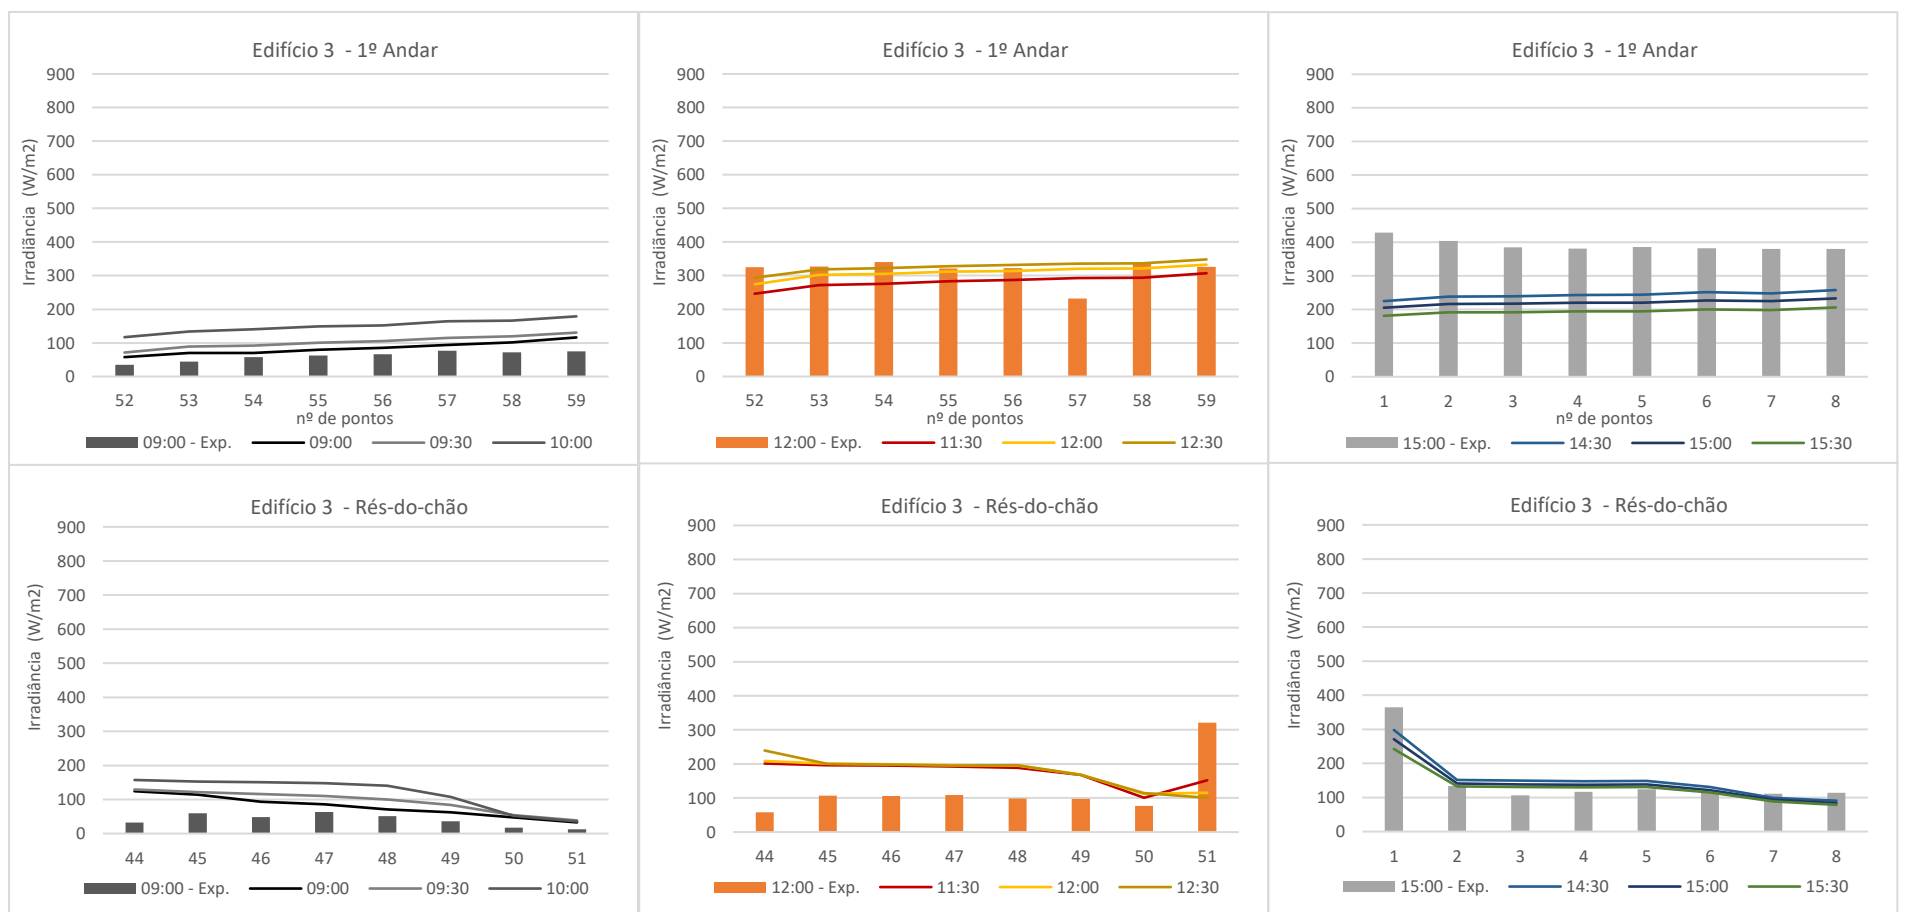 Edifício 3 - 1º Andar
900
800
700
600
500
400
300
200
100
0
Irradiância (W/m2)
52 53 54 55 56 57 58 59
nº de pontos
09:00 - Exp. 09:00 09:30 10:00
Edifício 3 - 1º Andar
900
800
700
600
500
400
300
200
100
0
Irradiância (W/m2)
52 53 54 55 56 57 58 59
nº de pontos
12:00 - Exp. 11:30 12:00 12:30
Edifício 3 - 1º Andar
900
800
700
600
500
400
300
200
100
0
Irradiância (W/m2)
1 2 3 4 5 6 7 8
nº de pontos
15:00 - Exp. 14:30 15:00 15:30
Edifício 3 - Rés-do-chão
900
800
700
600
500
400
300
200
100
0
Irradiância (W/m2)
44 45 46 47 48 49 50 51
09:00 - Exp. 09:00 09:30 10:00
Edifício 3 - Rés-do-chão
900
800
700
600
500
400
300
200
100
0
Irradiância (W/m2)
44 45 46 47 48 49 50 51
12:00 - Exp. 11:30 12:00 12:30
Edifício 3 - Rés-do-chão
900
800
700
600
500
400
300
200
100
0
Irradiância (W/m2)
1 2 3 4 5 6 7 8
15:00 - Exp. 14:30 15:00 15:30